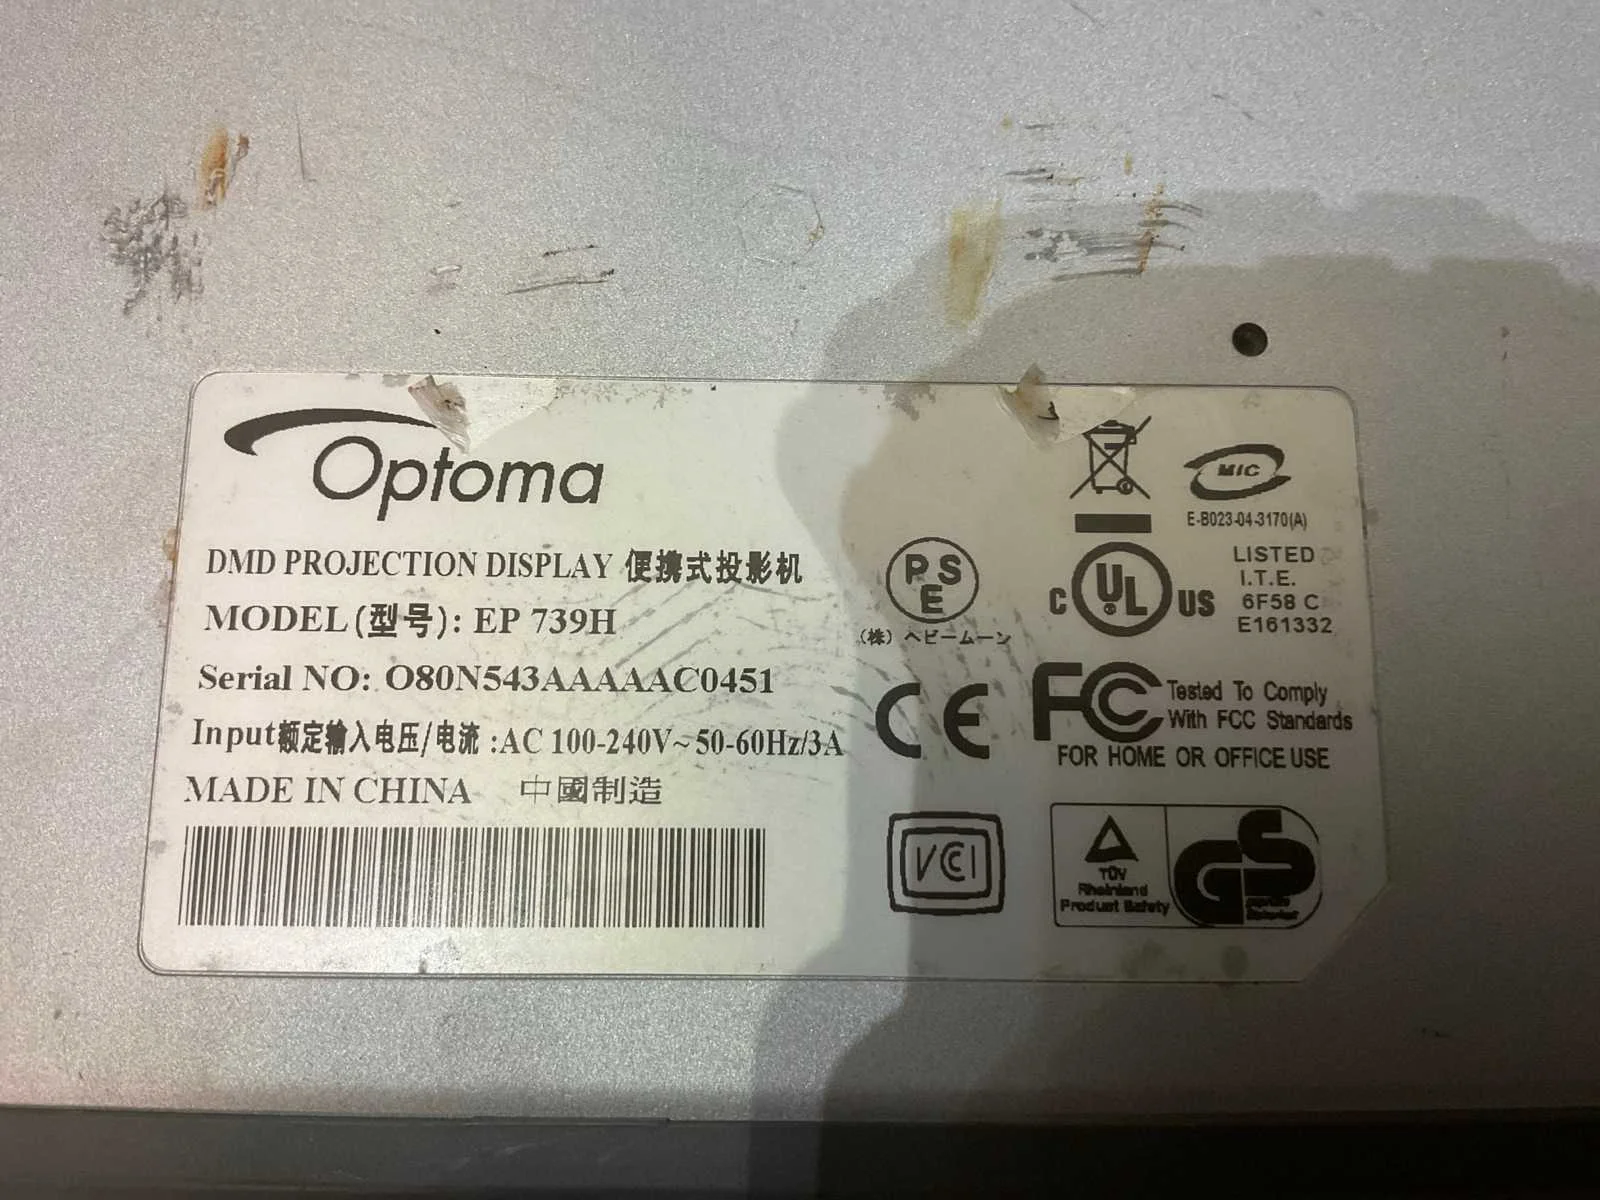 Optoma
DMD PROJECTION DISPLAY 便携式投影机
MODEL (型号): EP 739H
Serial NO: O80N543AAAAAC0451
Input额定输入电压/电流 :AC 100-240V~ 50-60Hz/3A
MADE IN CHINA 中國制造
MIC
E-B023-04-3170(A)
PS
E
(株) ヘビームーン
C UL US
LISTED
I.T.E.
6F58 C
E161332
CE
FC Tested To Comply
With FCC Standards
FOR HOME OR OFFICE USE
VCCI
TÜV
Rheinland
Product Safety
GS
geprüfte
Sicherheit